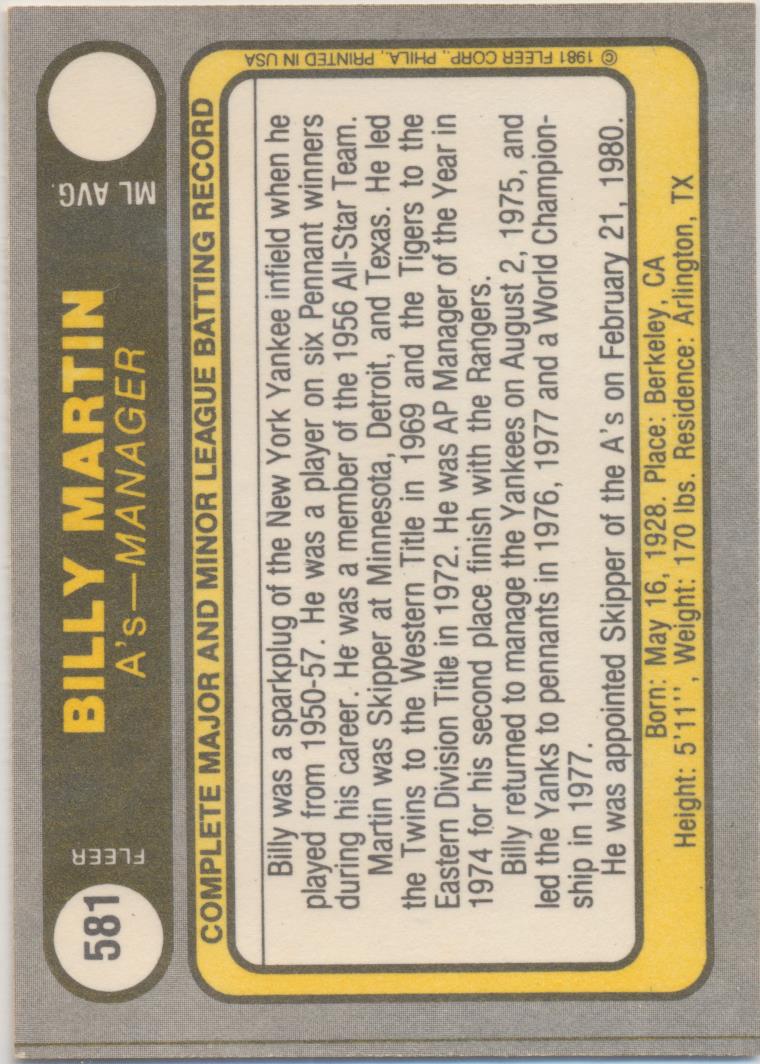 581
FLEER
BILLY MARTIN
A's—MANAGER
ML AVG.
COMPLETE MAJOR AND MINOR LEAGUE BATTING RECORD
Billy was a sparkplug of the New York Yankee infield when he
played from 1950-57. He was a player on six Pennant winners
during his career. He was a member of the 1956 All-Star Team.
Martin was Skipper at Minnesota, Detroit, and Texas. He led
the Twins to the Western Title in 1969 and the Tigers to the
Eastern Division Title in 1972. He was AP Manager of the Year in
1974 for his second place finish with the Rangers.
Billy returned to manage the Yankees on August 2, 1975, and
led the Yanks to pennants in 1976, 1977 and a World Champion-
ship in 1977.
He was appointed Skipper of the A's on February 21, 1980.
Born: May 16, 1928. Place: Berkeley, CA
Height: 5'11'', Weight: 170 lbs. Residence: Arlington, TX
© 1981 FLEER CORP., PHILA., PRINTED IN USA